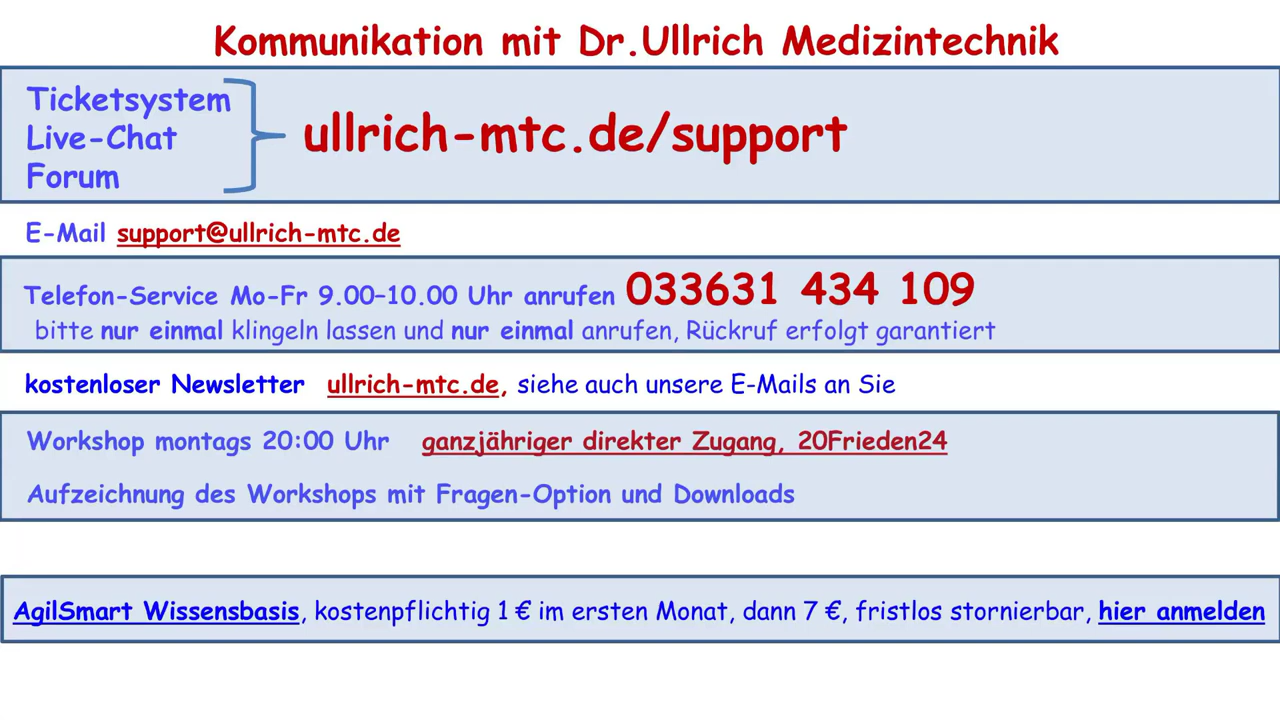 Kommunikation mit Dr.Ullrich Medizintechnik
Ticketsystem
Live-Chat
Forum
ullrich-mtc.de/support
E-Mail support@ullrich-mtc.de
Telefon-Service Mo-Fr 9.00–10.00 Uhr anrufen 033631 434 109
bitte nur einmal klingeln lassen und nur einmal anrufen, Rückruf erfolgt garantiert
kostenloser Newsletter ullrich-mtc.de, siehe auch unsere E-Mails an Sie
Workshop montags 20:00 Uhr ganzjähriger direkter Zugang, 20Frieden24
Aufzeichnung des Workshops mit Fragen-Option und Downloads
AgilSmart Wissensbasis, kostenpflichtig 1 € im ersten Monat, dann 7 €, fristlos stornierbar, hier anmelden